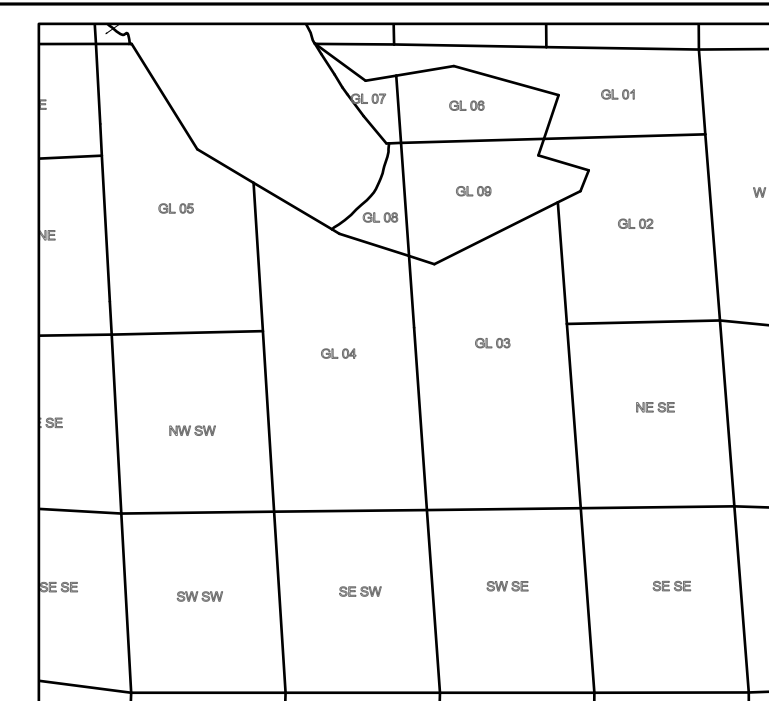 GL 07
GL 06
GL 01
E
GL 05
GL 08
GL 09
GL 02
W
NE
GL 04
GL 03
SE
NW SW
NE SE
SE SE
SW SW
SE SW
SW SE
SE SE